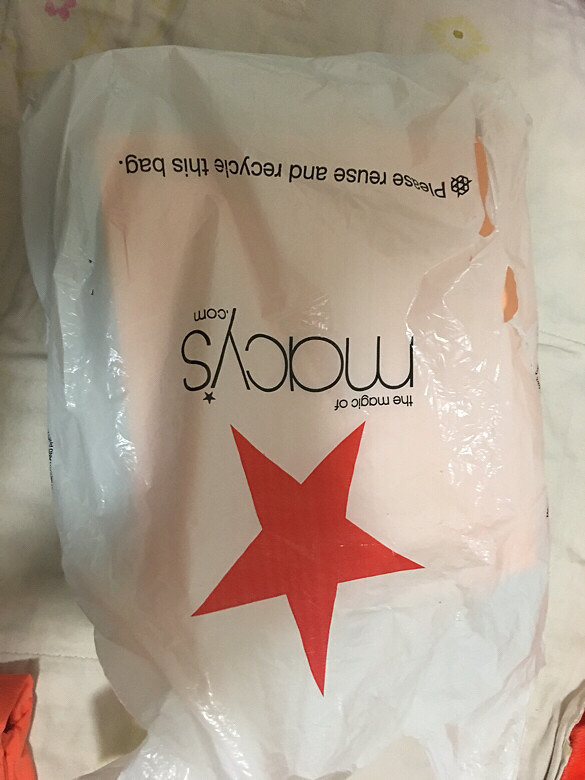 the magic of
macy's
.com
Please reuse and recycle this bag.